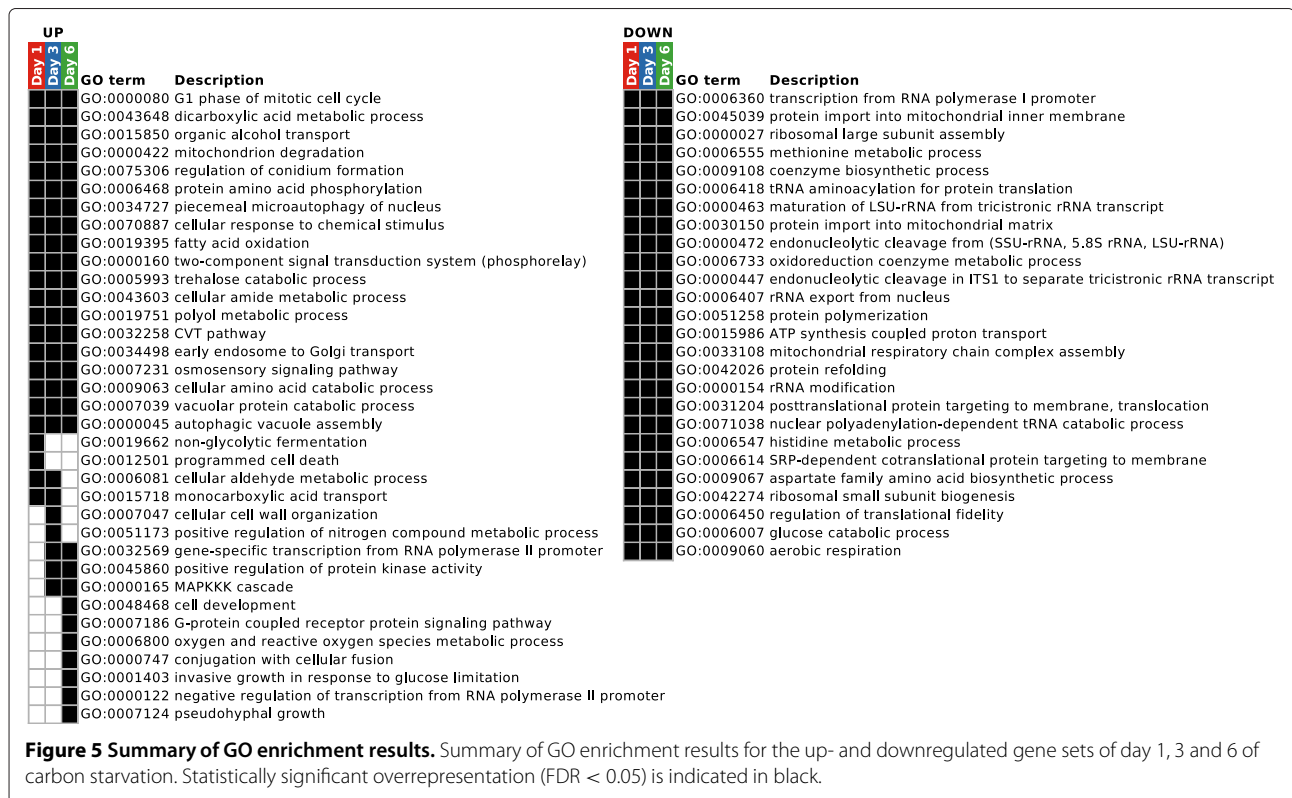 UP
Day 1 Day 3 Day 6
GO term Description
GO:0000080 G1 phase of mitotic cell cycle
GO:0043648 dicarboxylic acid metabolic process
GO:0015850 organic alcohol transport
GO:0000422 mitochondrion degradation
GO:0075306 regulation of conidium formation
GO:0006468 protein amino acid phosphorylation
GO:0034727 piecemeal microautophagy of nucleus
GO:0070887 cellular response to chemical stimulus
GO:0019395 fatty acid oxidation
GO:0000160 two-component signal transduction system (phosphorelay)
GO:0005993 trehalose catabolic process
GO:0043603 cellular amide metabolic process
GO:0019751 polyol metabolic process
GO:0032258 CVT pathway
GO:0034498 early endosome to Golgi transport
GO:0007231 osmosensory signaling pathway
GO:0009063 cellular amino acid catabolic process
GO:0007039 vacuolar protein catabolic process
GO:0000045 autophagic vacuole assembly
GO:0019662 non-glycolytic fermentation
GO:0012501 programmed cell death
GO:0006081 cellular aldehyde metabolic process
GO:0015718 monocarboxylic acid transport
GO:0007047 cellular cell wall organization
GO:0051173 positive regulation of nitrogen compound metabolic process
GO:0032569 gene-specific transcription from RNA polymerase II promoter
GO:0045860 positive regulation of protein kinase activity
GO:0000165 MAPKKK cascade
GO:0048468 cell development
GO:0007186 G-protein coupled receptor protein signaling pathway
GO:0006800 oxygen and reactive oxygen species metabolic process
GO:0000747 conjugation with cellular fusion
GO:0001403 invasive growth in response to glucose limitation
GO:0000122 negative regulation of transcription from RNA polymerase II promoter
GO:0007124 pseudohyphal growth
DOWN
Day 1 Day 3 Day 6
GO term Description
GO:0006360 transcription from RNA polymerase I promoter
GO:0045039 protein import into mitochondrial inner membrane
GO:0000027 ribosomal large subunit assembly
GO:0006555 methionine metabolic process
GO:0009108 coenzyme biosynthetic process
GO:0006418 tRNA aminoacylation for protein translation
GO:0000463 maturation of LSU-rRNA from tricistronic rRNA transcript
GO:0030150 protein import into mitochondrial matrix
GO:0000472 endonucleolytic cleavage from (SSU-rRNA, 5.8S rRNA, LSU-rRNA)
GO:0006733 oxidoreduction coenzyme metabolic process
GO:0000447 endonucleolytic cleavage in ITS1 to separate tricistronic rRNA transcript
GO:0006407 rRNA export from nucleus
GO:0051258 protein polymerization
GO:0015986 ATP synthesis coupled proton transport
GO:0033108 mitochondrial respiratory chain complex assembly
GO:0042026 protein refolding
GO:0000154 rRNA modification
GO:0031204 posttranslational protein targeting to membrane, translocation
GO:0071038 nuclear polyadenylation-dependent tRNA catabolic process
GO:0006547 histidine metabolic process
GO:0006614 SRP-dependent cotranslational protein targeting to membrane
GO:0009067 aspartate family amino acid biosynthetic process
GO:0042274 ribosomal small subunit biogenesis
GO:0006450 regulation of translational fidelity
GO:0006007 glucose catabolic process
GO:0009060 aerobic respiration
Figure 5 Summary of GO enrichment results. Summary of GO enrichment results for the up- and downregulated gene sets of day 1, 3 and 6 of
carbon starvation. Statistically significant overrepresentation (FDR < 0.05) is indicated in black.